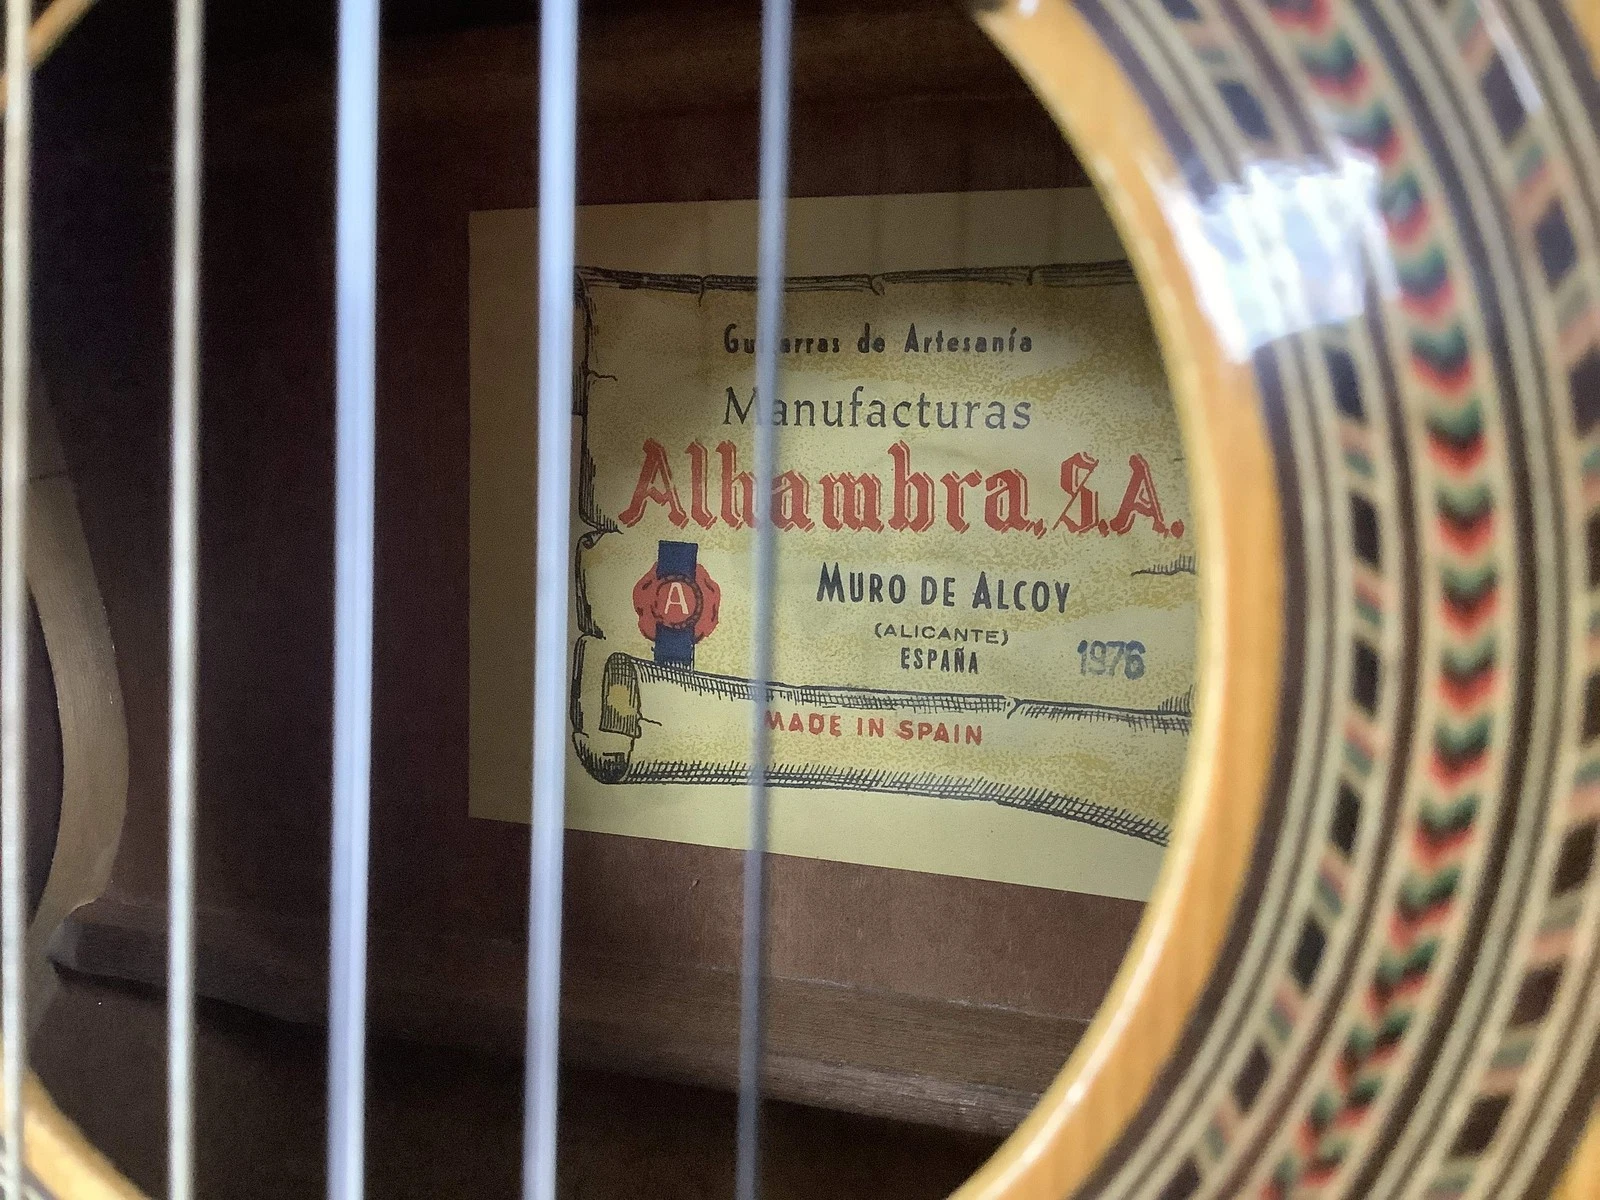 Guitarras de Artesanía
Manufacturas
Alhambra, S.A.
A
MURO DE ALCOY
(ALICANTE)
ESPAÑA
1976
MADE IN SPAIN